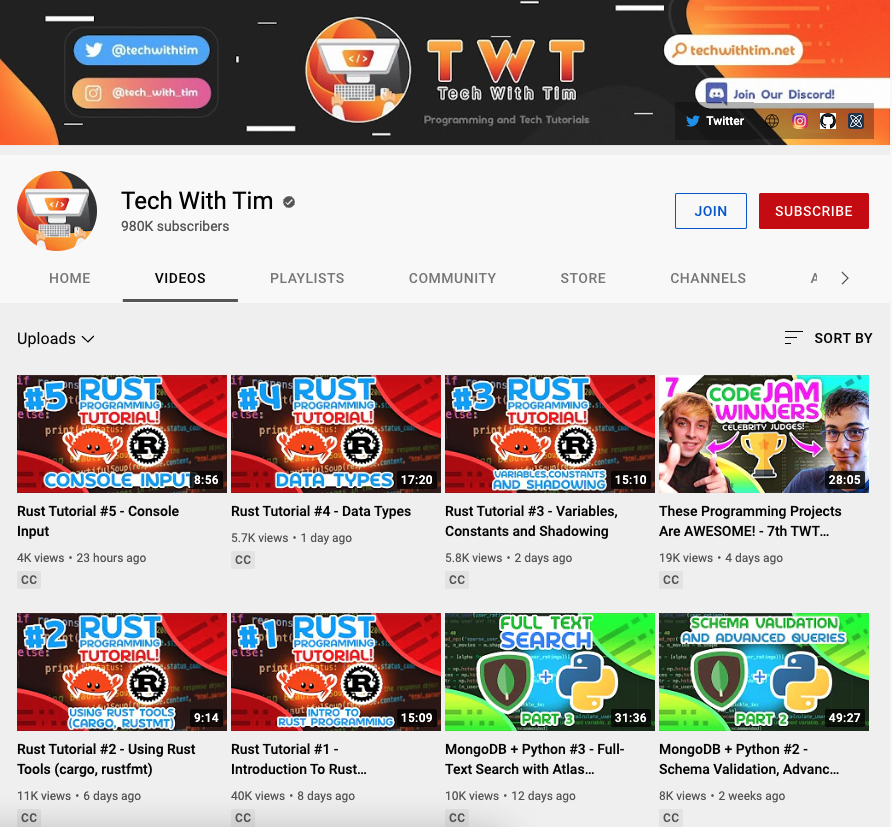 @techwithtim
@tech_with_tim
TWT
Tech With Tim
Programming and Tech Tutorials
techwithtim.net
Join Our Discord!
Twitter
Tech With Tim
980K subscribers
JOIN
SUBSCRIBE
HOME
VIDEOS
PLAYLISTS
COMMUNITY
STORE
CHANNELS
A
Uploads
SORT BY
#5 RUST
PROGRAMMING
TUTORIAL!
CONSOLE INPUT
8:56
#4 RUST
PROGRAMMING
TUTORIAL!
DATA TYPES
17:20
#3 RUST
PROGRAMMING
TUTORIAL!
VARIABLES, CONSTANTS
AND SHADOWING
15:10
7
CODE JAM
WINNERS
CELEBRITY JUDGES!
28:05
Rust Tutorial #5 - Console
Input
4K views • 23 hours ago
CC
Rust Tutorial #4 - Data Types
5.7K views • 1 day ago
CC
Rust Tutorial #3 - Variables,
Constants and Shadowing
5.8K views • 2 days ago
CC
These Programming Projects
Are AWESOME! - 7th TWT...
19K views • 4 days ago
CC
#2 RUST
PROGRAMMING
TUTORIAL!
USING RUST TOOLS
(CARGO, RUSTMT)
9:14
#1 RUST
PROGRAMMING
TUTORIAL!
INTRO TO
RUST PROGRAMMING
15:09
FULL TEXT
SEARCH
+
PART 3
31:36
SCHEMA VALIDATION
AND ADVANCED QUERIES
+
PART 2
49:27
Rust Tutorial #2 - Using Rust
Tools (cargo, rustfmt)
11K views • 6 days ago
CC
Rust Tutorial #1 -
Introduction To Rust...
40K views • 8 days ago
CC
MongoDB + Python #3 - Full-
Text Search with Atlas...
10K views • 12 days ago
CC
MongoDB + Python #2 -
Schema Validation, Advanc...
8K views • 2 weeks ago
CC